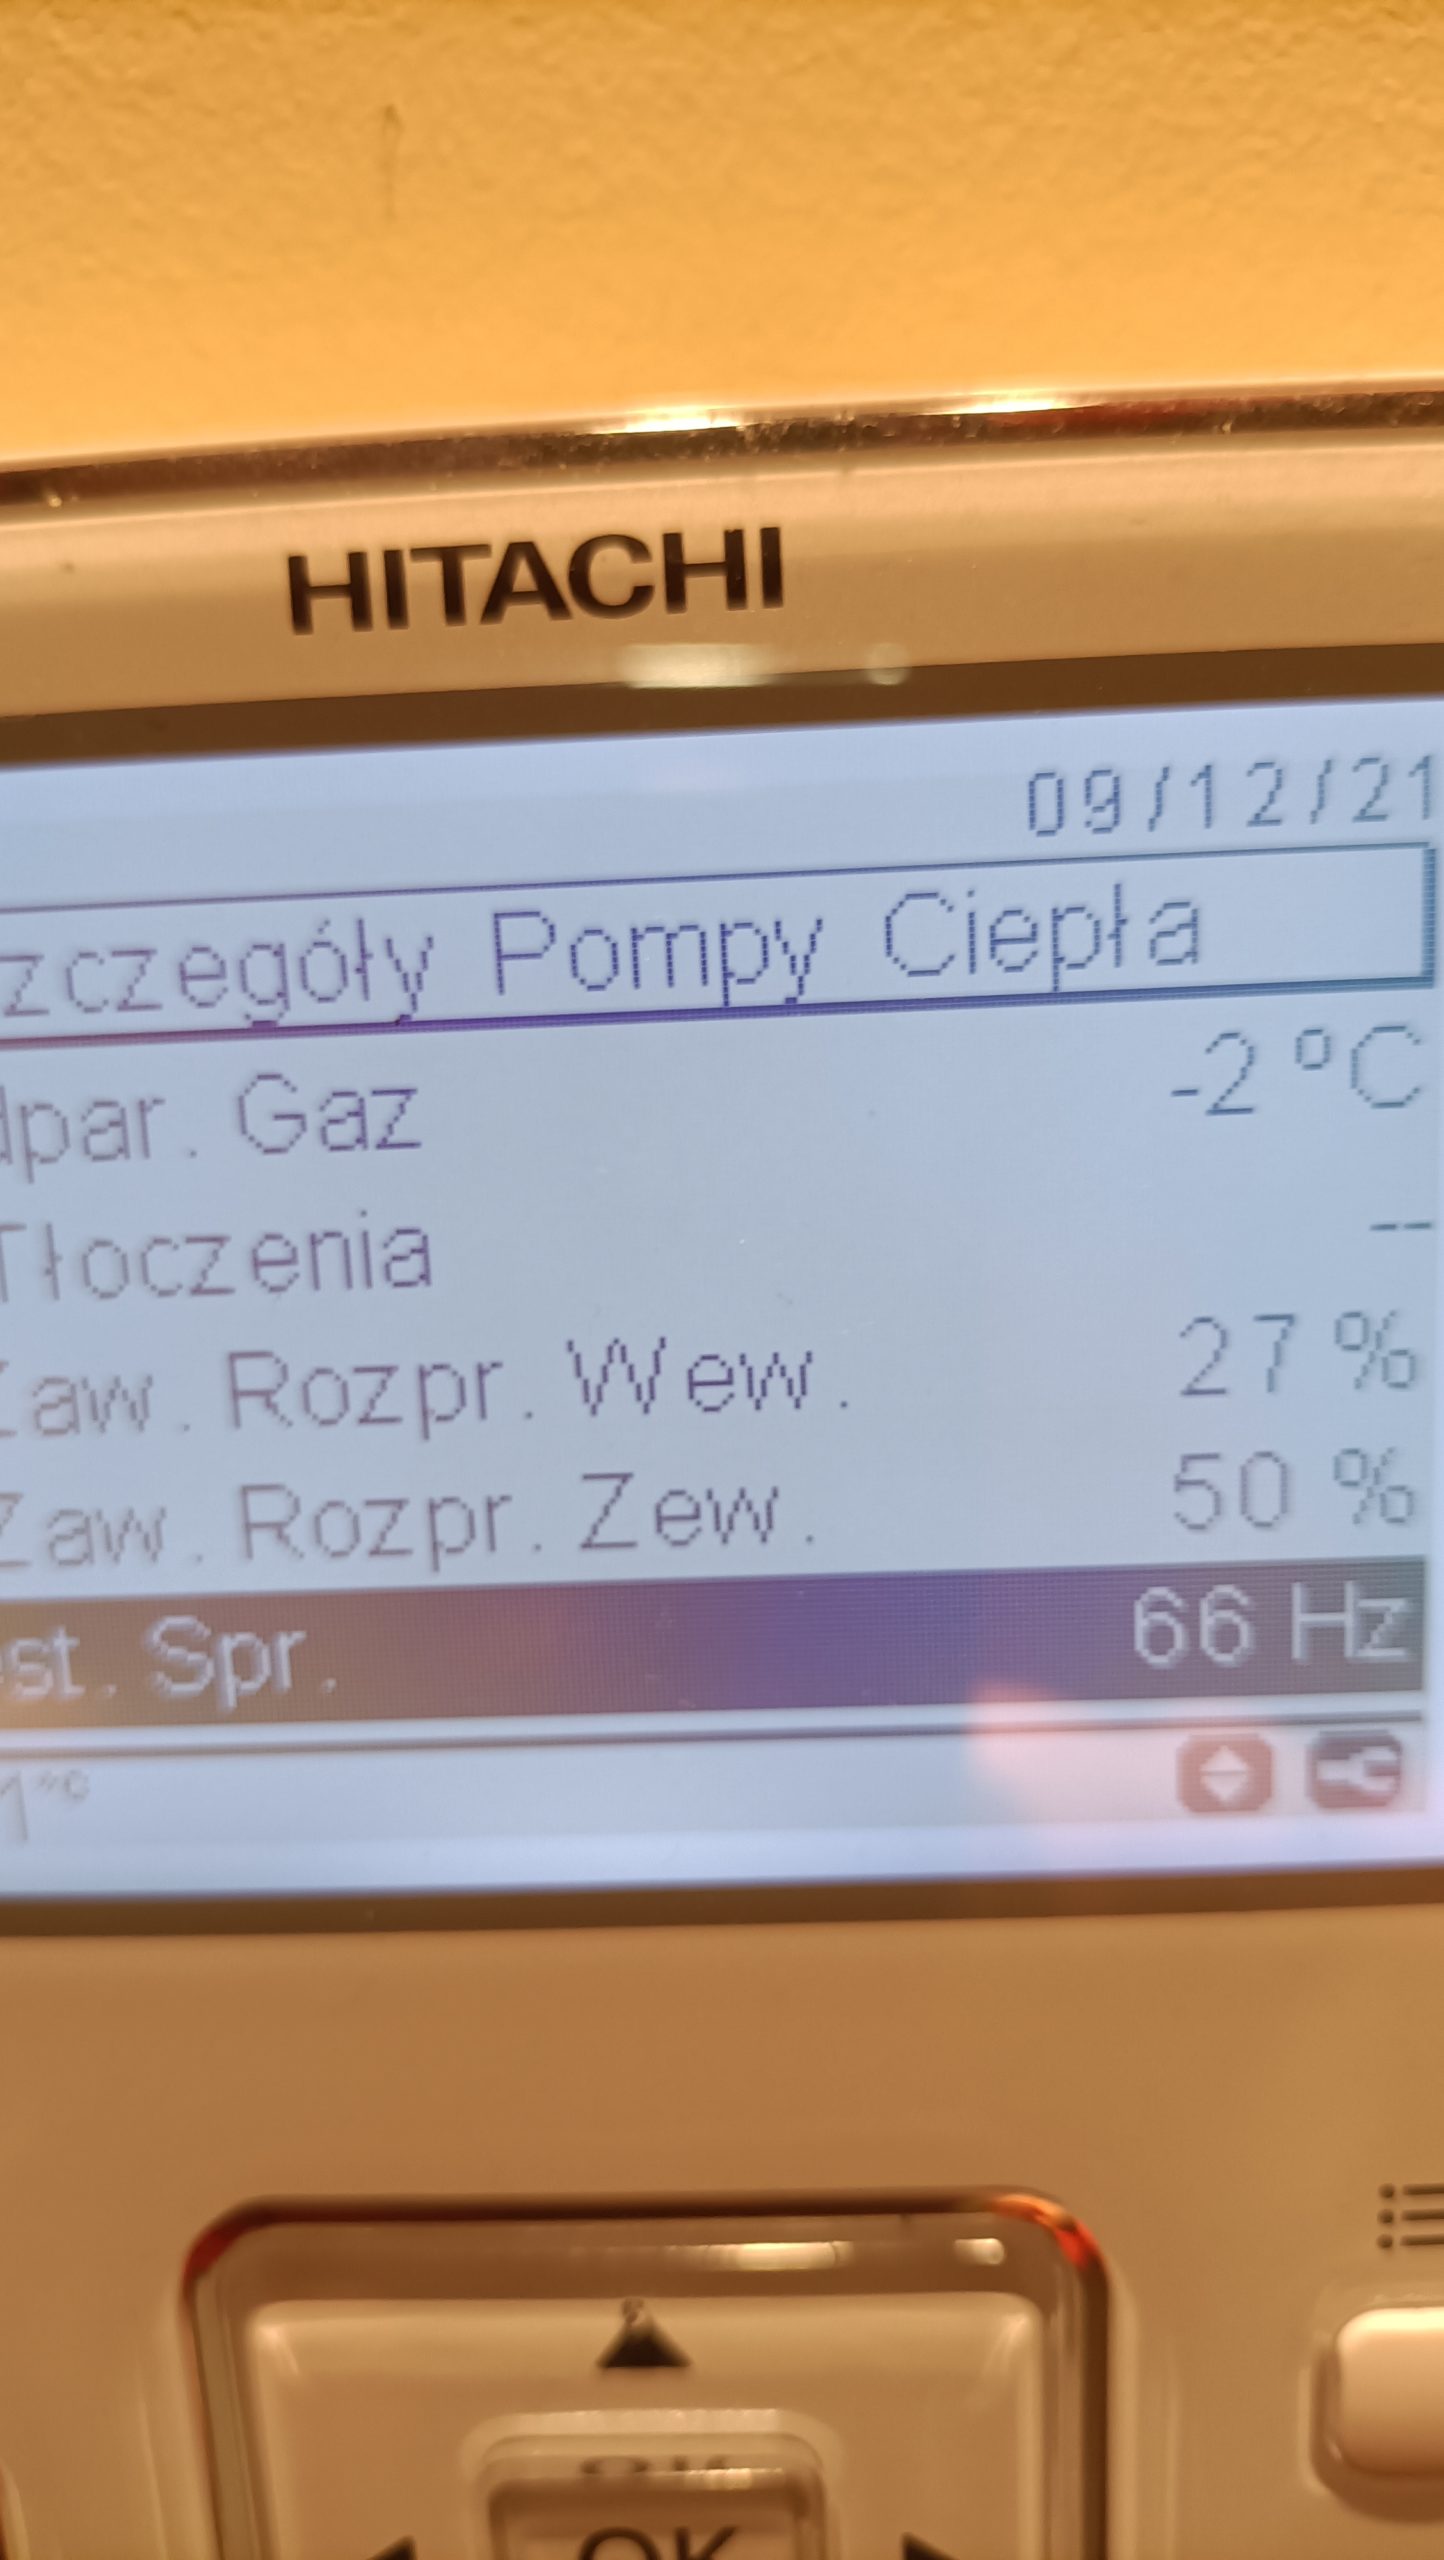 HITACHI
09/12/21
zczegóły Pompy Ciepła
dpar. Gaz -2 °C
Tłoczenia --
Zaw. Rozpr. Wew. 27 %
Zaw. Rozpr. Zew. 50 %
st. Spr. 66 Hz
OK